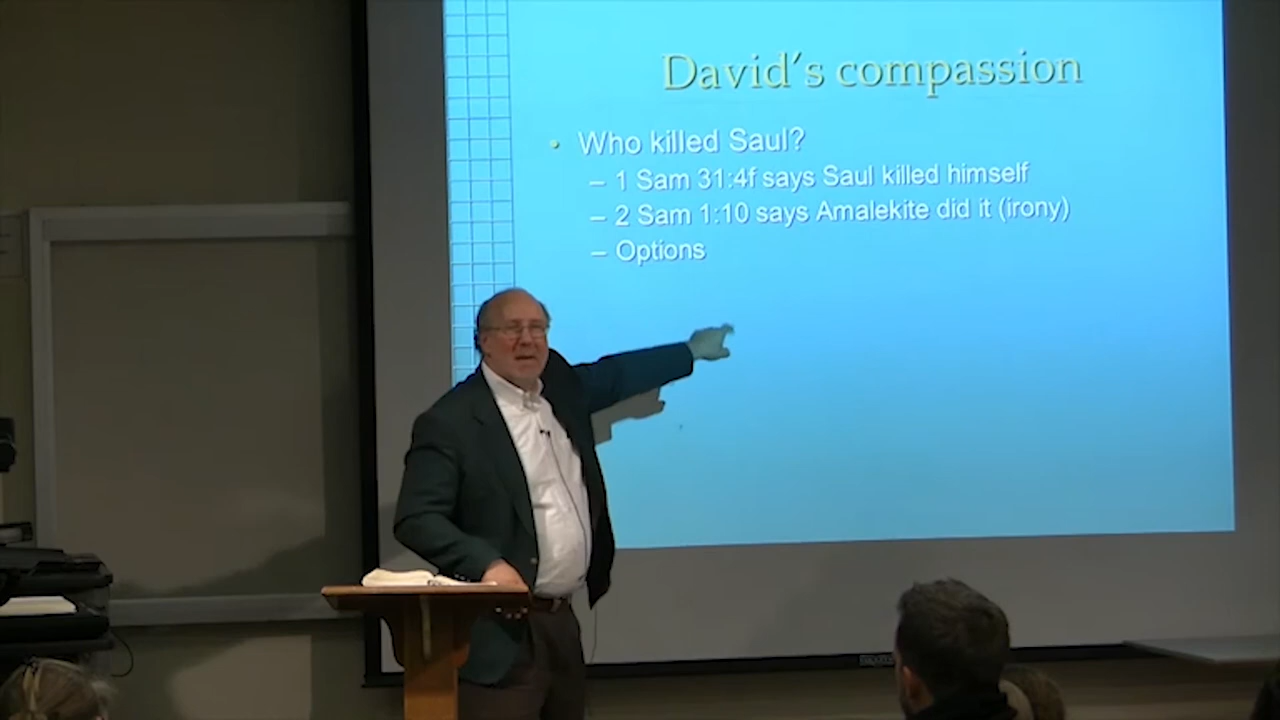 David's compassion
• Who killed Saul?
– 1 Sam 31:4f says Saul killed himself
– 2 Sam 1:10 says Amalekite did it (irony)
– Options